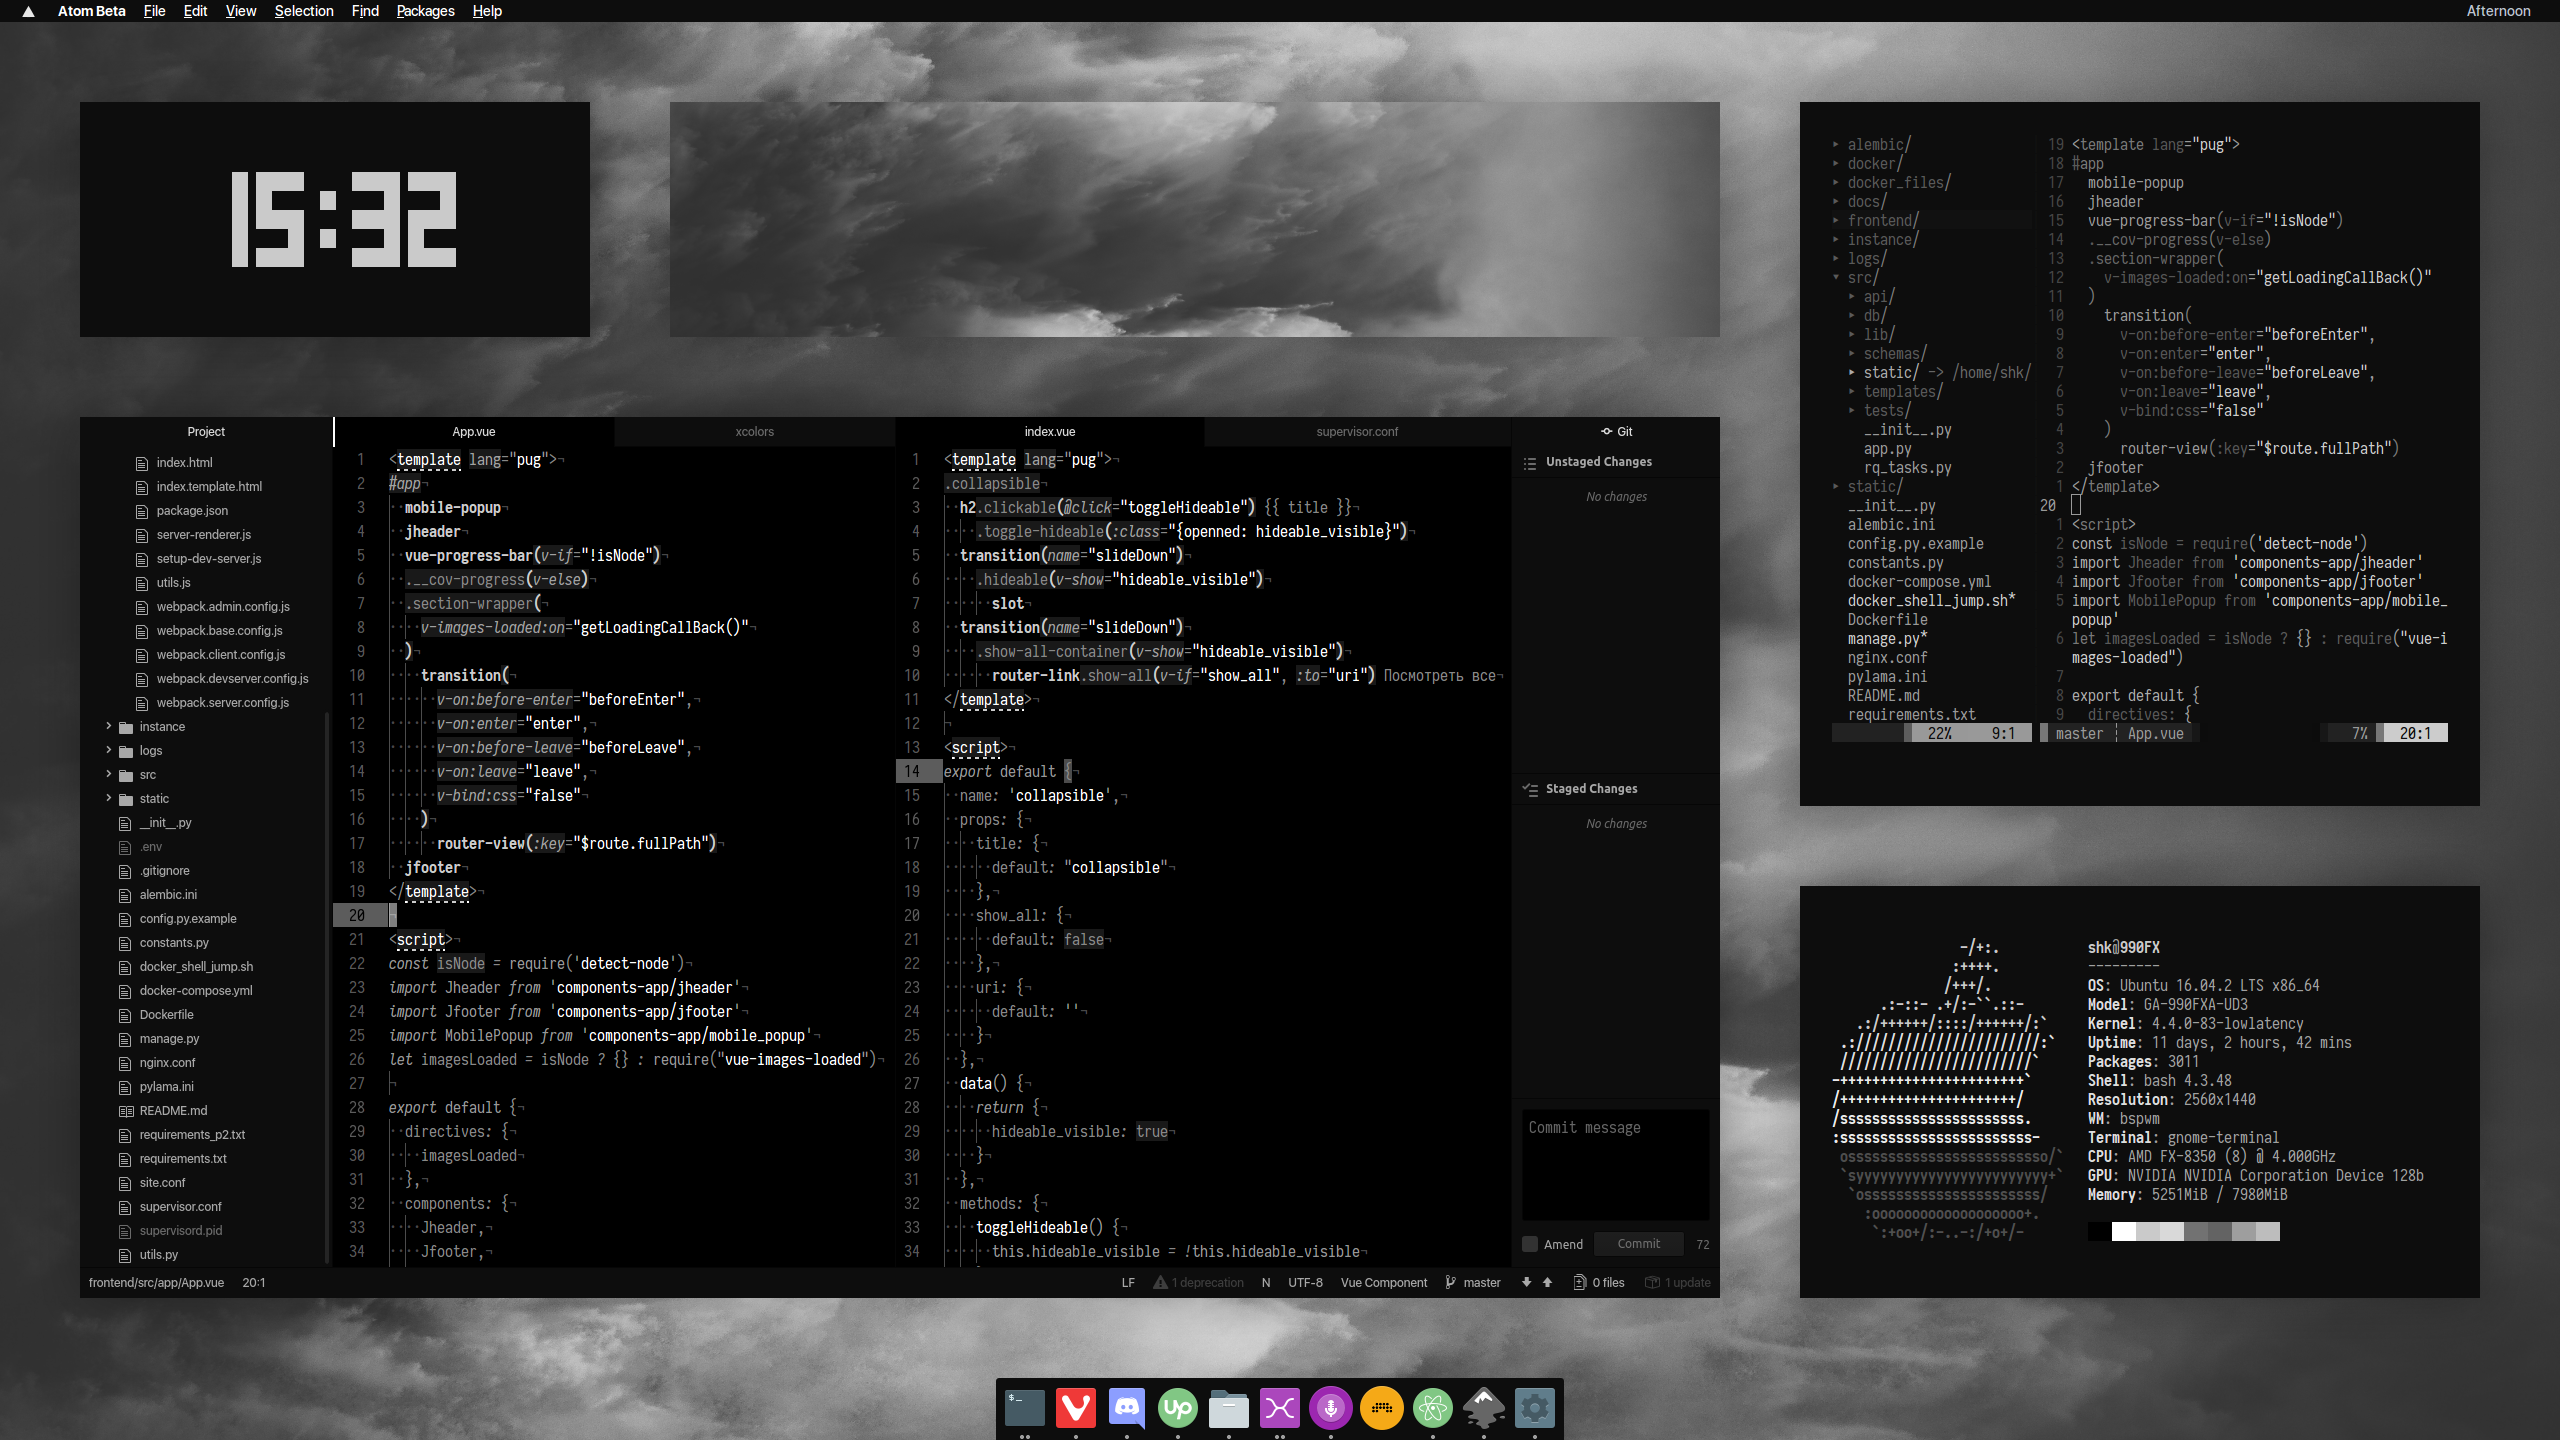 Atom Beta File Edit View Selection Find Packages Help
Afternoon
15:32
Project
index.html
index.template.html
package.json
server-renderer.js
setup-dev-server.js
utils.js
webpack.admin.config.js
webpack.base.config.js
webpack.client.config.js
webpack.devserver.config.js
webpack.server.config.js
instance
logs
src
static
__init__.py
.env
.gitignore
alembic.ini
config.py.example
constants.py
docker_shell_jump.sh
docker-compose.yml
Dockerfile
manage.py
nginx.conf
pylama.ini
README.md
requirements_p2.txt
requirements.txt
site.conf
supervisor.conf
supervisord.pid
utils.py
App.vue
xcolors
1 <template lang="pug">¬
2 #app¬
3 ··mobile-popup¬
4 ··jheader¬
5 ··vue-progress-bar(v-if="!isNode")¬
6 ··.__cov-progress(v-else)¬
7 ··.section-wrapper(¬
8 ····v-images-loaded:on="getLoadingCallBack()"¬
9 ··)¬
10 ····transition(¬
11 ······v-on:before-enter="beforeEnter",¬
12 ······v-on:enter="enter",¬
13 ······v-on:before-leave="beforeLeave",¬
14 ······v-on:leave="leave",¬
15 ······v-bind:css="false"¬
16 ····)¬
17 ······router-view(:key="$route.fullPath")¬
18 ··jfooter¬
19 </template>¬
20 ¬
21 <script>¬
22 const isNode = require('detect-node')¬
23 import Jheader from 'components-app/jheader'¬
24 import Jfooter from 'components-app/jfooter'¬
25 import MobilePopup from 'components-app/mobile_popup'¬
26 let imagesLoaded = isNode ? {} : require("vue-images-loaded")¬
27 ¬
28 export default {¬
29 ··directives: {¬
30 ····imagesLoaded¬
31 ··},¬
32 ··components: {¬
33 ····Jheader,¬
34 ····Jfooter,¬
index.vue
supervisor.conf
1 <template lang="pug">¬
2 .collapsible¬
3 ··h2.clickable(@click="toggleHideable") {{ title }}¬
4 ····.toggle-hideable(:class="{openned: hideable_visible}")¬
5 ··transition(name="slideDown")¬
6 ····.hideable(v-show="hideable_visible")¬
7 ······slot¬
8 ··transition(name="slideDown")¬
9 ····.show-all-container(v-show="hideable_visible")¬
10 ······router-link.show-all(v-if="show_all", :to="uri") Посмотреть все¬
11 </template>¬
12 ¬
13 <script>¬
14 export default {¬
15 ··name: 'collapsible',¬
16 ··props: {¬
17 ····title: {¬
18 ······default: "collapsible"¬
19 ····},¬
20 ····show_all: {¬
21 ······default: false¬
22 ····},¬
23 ····uri: {¬
24 ······default: ''¬
25 ····}¬
26 ··},¬
27 ··data() {¬
28 ····return {¬
29 ······hideable_visible: true¬
30 ····}¬
31 ··},¬
32 ··methods: {¬
33 ····toggleHideable() {¬
34 ······this.hideable_visible = !this.hideable_visible¬
Git
Unstaged Changes
No changes
Staged Changes
No changes
Commit message
Amend Commit 72
frontend/src/app/App.vue 20:1
LF 1 deprecation N UTF-8 Vue Component master 0 files 1 update
▸ alembic/
▸ docker/
▸ docker_files/
▸ docs/
▸ frontend/
▸ instance/
▸ logs/
▾ src/
▸ api/
▸ db/
▸ lib/
▸ schemas/
▸ static/ -> /home/shk/
▸ templates/
▸ tests/
__init__.py
app.py
rq_tasks.py
▸ static/
__init__.py
alembic.ini
config.py.example
constants.py
docker-compose.yml
docker_shell_jump.sh*
Dockerfile
manage.py*
nginx.conf
pylama.ini
README.md
requirements.txt
22% 9:1
19 <template lang="pug">
18 #app
17 mobile-popup
16 jheader
15 vue-progress-bar(v-if="!isNode")
14 .__cov-progress(v-else)
13 .section-wrapper(
12 v-images-loaded:on="getLoadingCallBack()"
11 )
10 transition(
9 v-on:before-enter="beforeEnter",
8 v-on:enter="enter",
7 v-on:before-leave="beforeLeave",
6 v-on:leave="leave",
5 v-bind:css="false"
4 )
3 router-view(:key="$route.fullPath")
2 jfooter
1 </template>
20
1 <script>
2 const isNode = require('detect-node')
3 import Jheader from 'components-app/jheader'
4 import Jfooter from 'components-app/jfooter'
5 import MobilePopup from 'components-app/mobile_
popup'
6 let imagesLoaded = isNode ? {} : require("vue-i
mages-loaded")
7
8 export default {
9 directives: {
master ¦ App.vue 7% 20:1
-/+:.
:++++.
/+++/.
.:-::- .+/:-``.::-
.:/++++++/::::/++++++/:`
.:///////////////////////:`
////////////////////////`
-+++++++++++++++++++++++`
/++++++++++++++++++++++/
/sssssssssssssssssssssss.
:ssssssssssssssssssssssss-
osssssssssssssssssssssssso/`
`syyyyyyyyyyyyyyyyyyyyyyyy+`
`ossssssssssssssssssssss/
:ooooooooooooooooooo+.
`:+oo+/:-..-:/+o+/-
shk@990FX
---------
OS: Ubuntu 16.04.2 LTS x86_64
Model: GA-990FXA-UD3
Kernel: 4.4.0-83-lowlatency
Uptime: 11 days, 2 hours, 42 mins
Packages: 3011
Shell: bash 4.3.48
Resolution: 2560x1440
WM: bspwm
Terminal: gnome-terminal
CPU: AMD FX-8350 (8) @ 4.000GHz
GPU: NVIDIA NVIDIA Corporation Device 128b
Memory: 5251MiB / 7980MiB
$_
Up